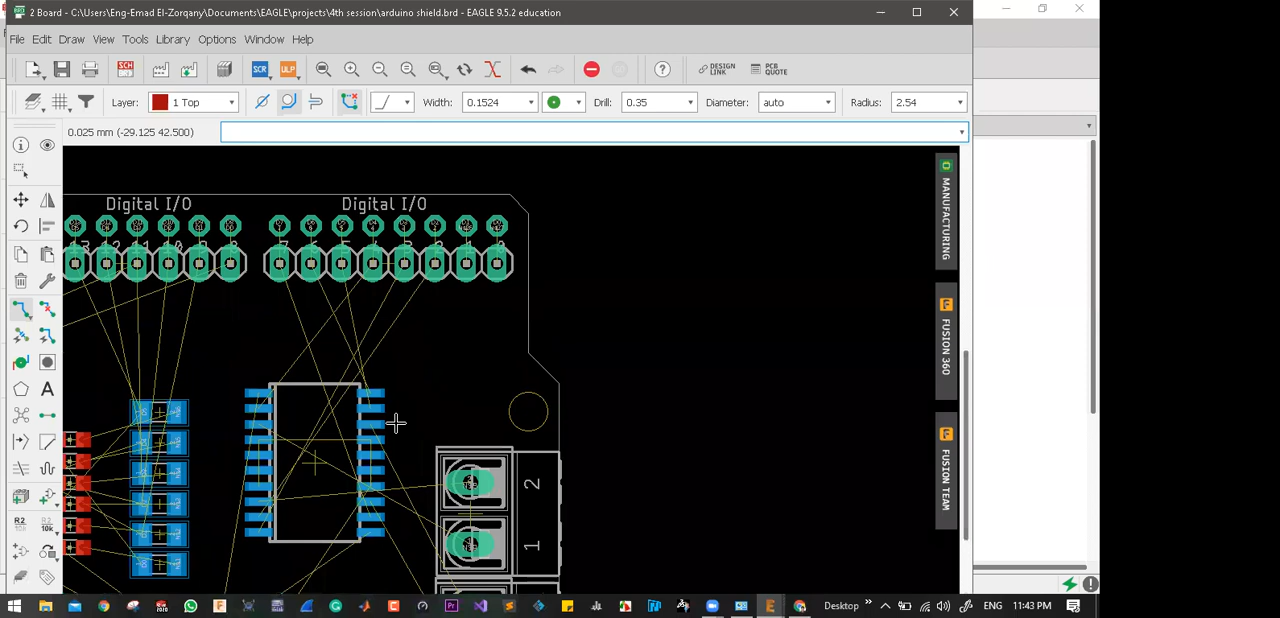 2 Board - C:\Users\Eng-Emad El-Zorqany\Documents\EAGLE\projects\4th session\arduino shield.brd - EAGLE 9.5.2 education
File Edit Draw View Tools Library Options Window Help
SCH SCR ULP DESIGN LINK PCB QUOTE
Layer: 1 Top Width: 0.1524 Drill: 0.35 Diameter: auto Radius: 2.54
0.025 mm (-29.125 42.500)
Digital I/O Digital I/O
MANUFACTURING
FUSION 360
FUSION TEAM
2
1
R2
10k
Desktop ENG 11:43 PM